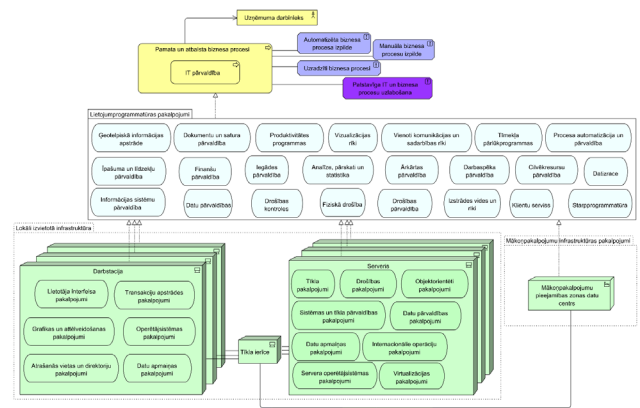 Uzņēmuma darbinieks
Pamata un atbalsta biznesa procesi
IT pārvaldība
Automatizēta biznesa
procesa izpilde
Manuāla biznesa
procesu izpilde
Uzraudzīti biznesa procesi
Patstāvīga IT un biznesa
procesu uzlabošana
Lietojumprogrammatūras pakalpojumi
Ģeotelpiskā informācijas
apstrāde
Dokumentu un satura
pārvaldība
Produktivitātes
programmas
Vizualizācijas
rīki
Vienoti komunikācijas un
sadarbības rīki
Tīmekļa
pārlūkprogrammas
Procesa automatizācija un
pārvaldība
Īpašuma un līdzekļu
pārvaldība
Finanšu
pārvaldība
Iegādes
pārvaldība
Analīze, pārskati un
statistika
Ārkārtas
pārvaldība
Darbaspēka
pārvaldība
Cilvēkresursu
pārvaldība
Datiaprade
Informācijas sistēmu
pārvaldība
Datu pārvaldības
Drošības
kontroles
Fiziskā drošība
Drošības
pārvaldība
Izstrādes vides un
rīki
Klientu serviss
Starpprogrammatūra
Lokāli izvietotā infrastruktūra
Mākoņpakalpojumu infrastruktūras pakalpojumi
Darbstacija
Lietotāja interfeisa
pakalpojumi
Transakciju apstrādes
pakalpojumi
Grafikas un attēlveidošanas
pakalpojumi
Operētājsistēmas
pakalpojumi
Atrašanās vietas un direktoriju
pakalpojumi
Datu apmaiņas
pakalpojumi
Tīkla ierīce
Serveris
Tīkla
pakalpojumi
Drošības
pakalpojumi
Objektorientēti
pakalpojumi
Sistēmas un tīkla pārvaldības
pakalpojumi
Datu pārvaldības
pakalpojumi
Datu apmaiņas
pakalpojumi
Internacionālie operāciju
pakalpojumi
Servera operētājsistēmas
pakalpojumi
Virtualizācijas
pakalpojumi
Mākoņpakalpojumu
pieejamības zonas datu
centrs